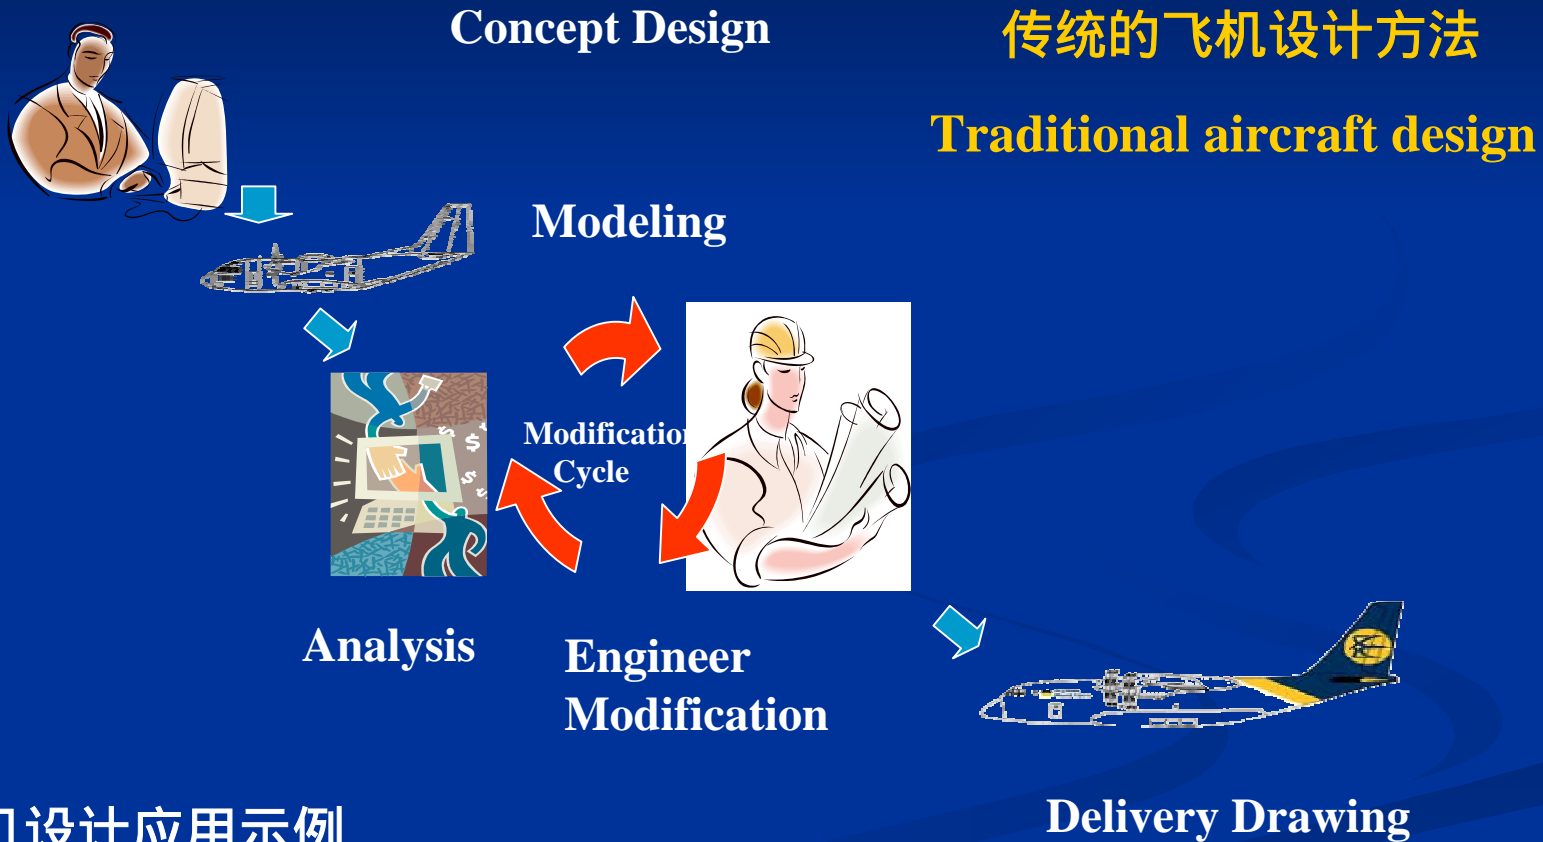 Concept Design
传统的飞机设计方法
Traditional aircraft design
Modeling
Modification
Cycle
Analysis
Engineer
Modification
Delivery Drawing
设计应用示例